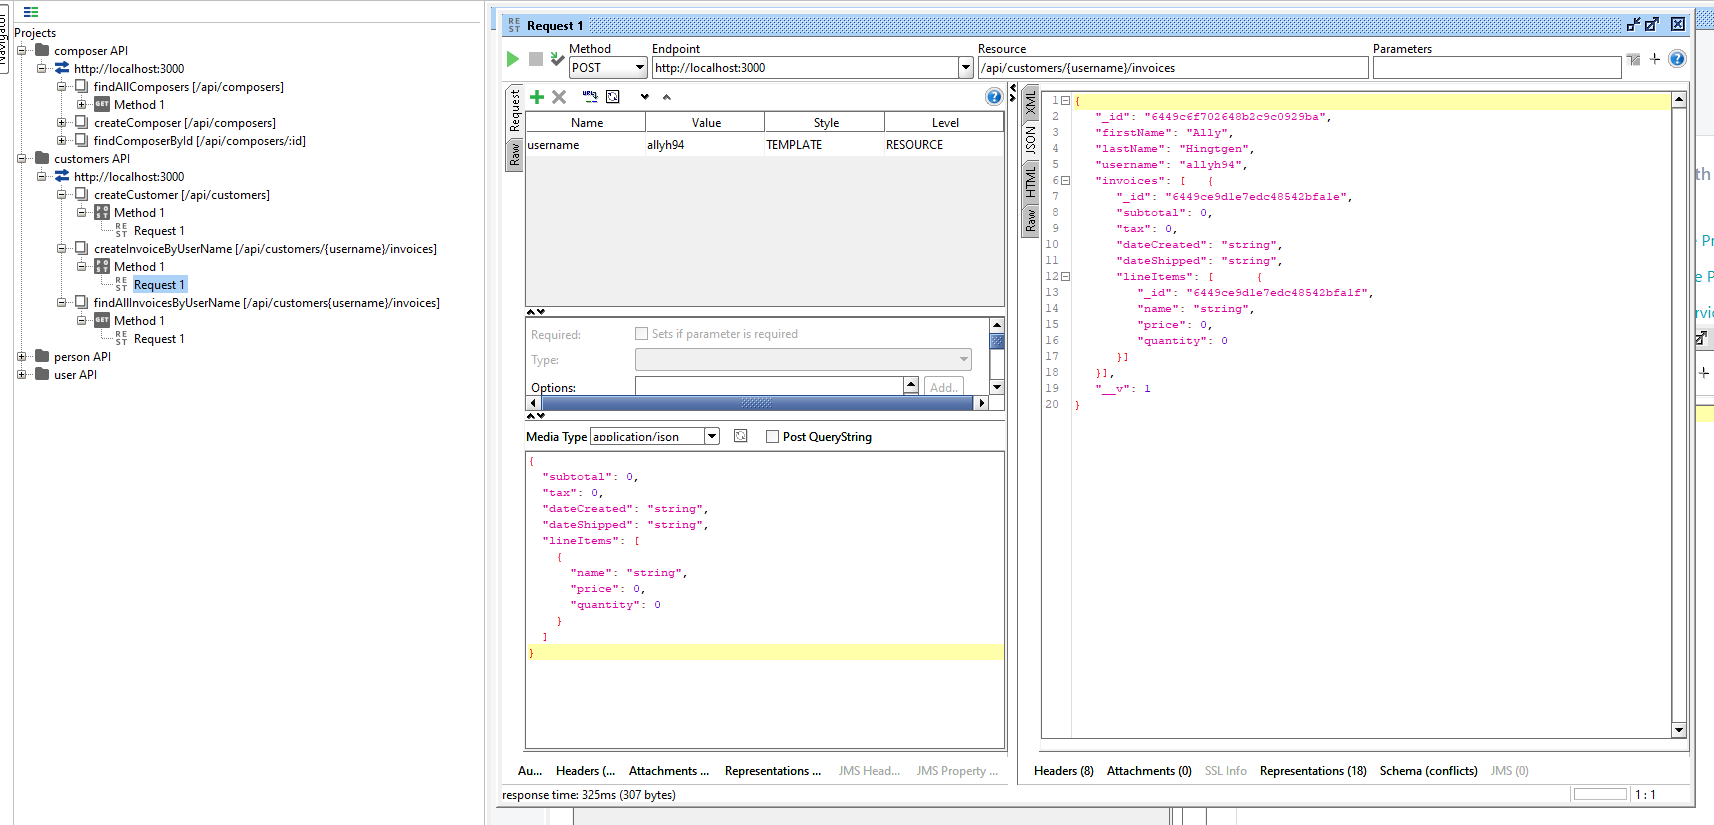 Navigator
Projects
composer API
http://localhost:3000
findAllComposers [/api/composers]
GET Method 1
createComposer [/api/composers]
findComposerById [/api/composers/:id]
customers API
http://localhost:3000
createCustomer [/api/customers]
POST Method 1
REST Request 1
createInvoiceByUserName [/api/customers/{username}/invoices]
POST Method 1
REST Request 1
findAllInvoicesByUserName [/api/customers{username}/invoices]
GET Method 1
REST Request 1
person API
user API
REST Request 1
Method Endpoint Resource Parameters
POST http://localhost:3000 /api/customers/{username}/invoices
Request
Raw
Name Value Style Level
username allyh94 TEMPLATE RESOURCE
Required: Sets if parameter is required
Type:
Options: Add..
Media Type application/json Post QueryString
{
"subtotal": 0,
"tax": 0,
"dateCreated": "string",
"dateShipped": "string",
"lineItems": [
{
"name": "string",
"price": 0,
"quantity": 0
}
]
}
Au... Headers (... Attachments ... Representations ... JMS Head... JMS Property ...
response time: 325ms (307 bytes)
XML
JSON
HTML
Raw
1 {
2 "_id": "6449c6f702648b2c9c0929ba",
3 "firstName": "Ally",
4 "lastName": "Hingtgen",
5 "username": "allyh94",
6 "invoices": [ {
7 "_id": "6449ce9d1e7edc48542bfa1e",
8 "subtotal": 0,
9 "tax": 0,
10 "dateCreated": "string",
11 "dateShipped": "string",
12 "lineItems": [ {
13 "_id": "6449ce9d1e7edc48542bfa1f",
14 "name": "string",
15 "price": 0,
16 "quantity": 0
17 }]
18 }],
19 "__v": 1
20 }
Headers (8) Attachments (0) SSL Info Representations (18) Schema (conflicts) JMS (0)
1 : 1